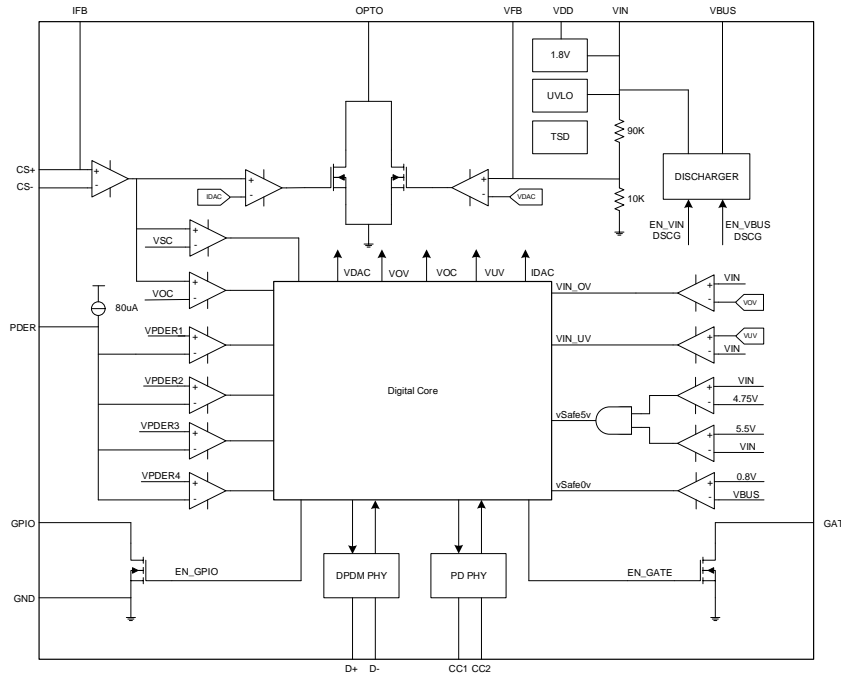 IFB
OPTO
VFB
VDD
VIN
VBUS
1.8V
UVLO
TSD
90K
10K
DISCHARGER
EN_VIN
DSCG
EN_VBUS
DSCG
CS+
CS-
+
-
+
-
IDAC
+
-
VDAC
+
-
VSC
+
-
VOC
80uA
PDER
VDAC
VOV
VOC
VUV
IDAC
VIN_OV
+
-
VIN
VOV
VPDER1
+
-
VIN_UV
+
-
VUV
VIN
Digital Core
VPDER2
+
-
+
-
VIN
4.75V
vSafe5v
VPDER3
+
-
+
-
5.5V
VIN
VPDER4
+
-
vSafe0v
+
-
0.8V
VBUS
GPIO
GAT
EN_GPIO
DPDM PHY
PD PHY
EN_GATE
GND
D+
D-
CC1
CC2